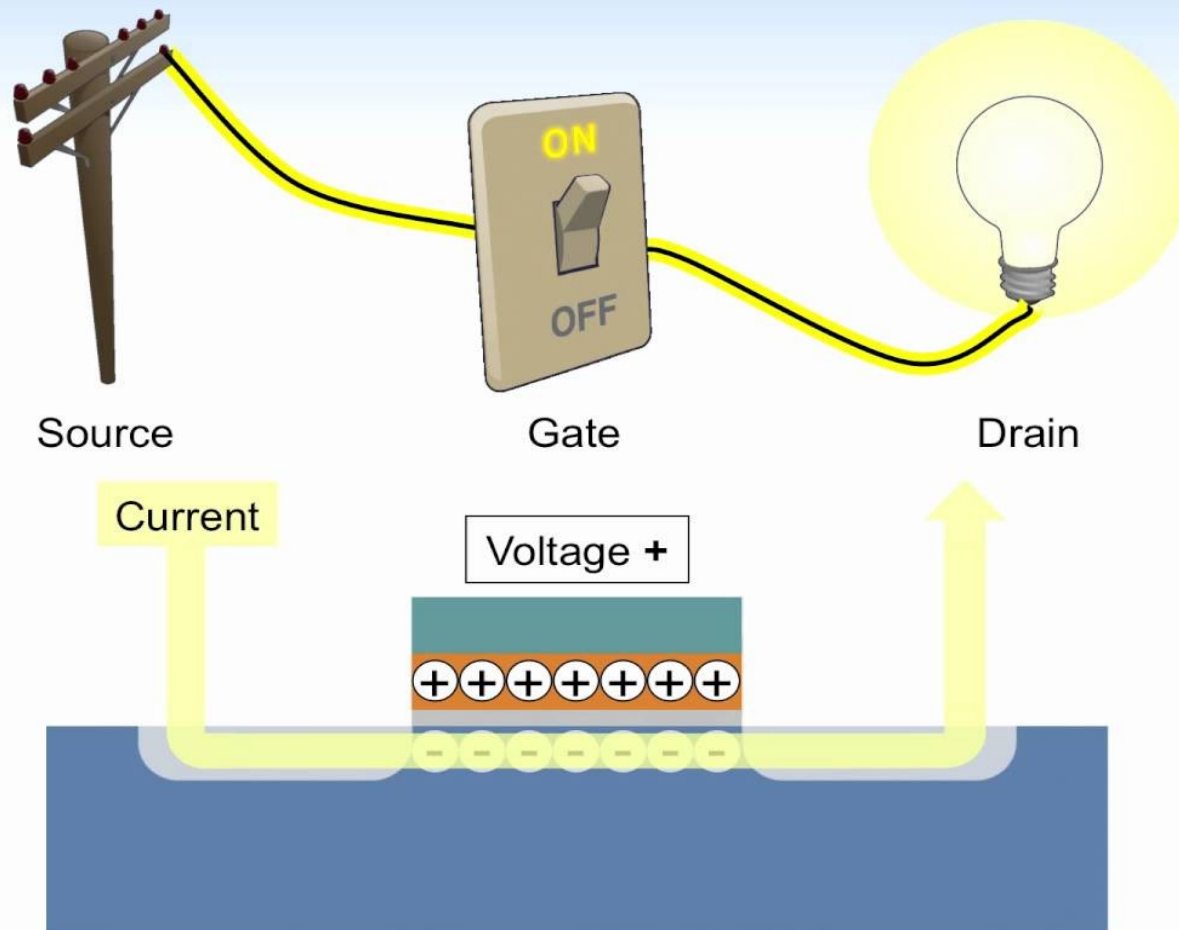 ON
OFF
Source Gate Drain
Current
Voltage +
+ + + + + + +
- - - - - - -